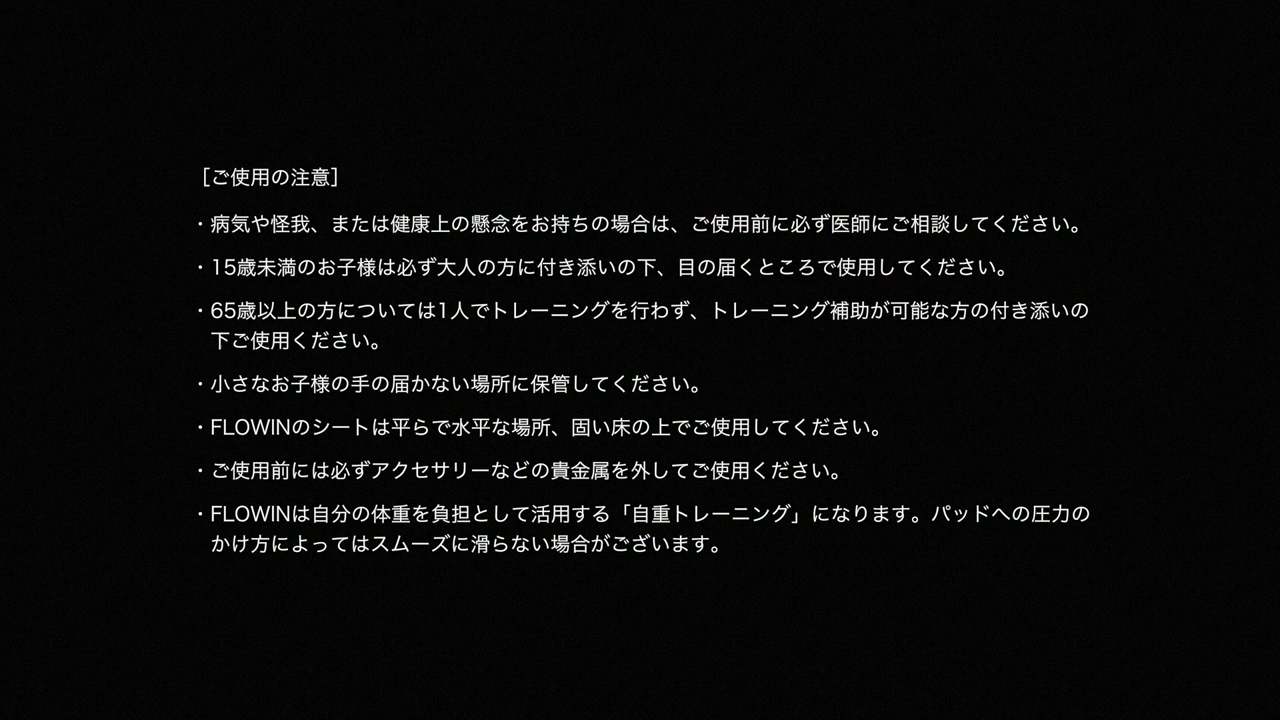 ［ご使用の注意］
・病気や怪我、または健康上の懸念をお持ちの場合は、ご使用前に必ず医師にご相談してください。
・15歳未満のお子様は必ず大人の方に付き添いの下、目の届くところで使用してください。
・65歳以上の方については1人でトレーニングを行わず、トレーニング補助が可能な方の付き添いの
下ご使用ください。
・小さなお子様の手の届かない場所に保管してください。
・FLOWINのシートは平らで水平な場所、固い床の上でご使用してください。
・ご使用前には必ずアクセサリーなどの貴金属を外してご使用ください。
・FLOWINは自分の体重を負担として活用する「自重トレーニング」になります。パッドへの圧力の
かけ方によってはスムーズに滑らない場合がございます。